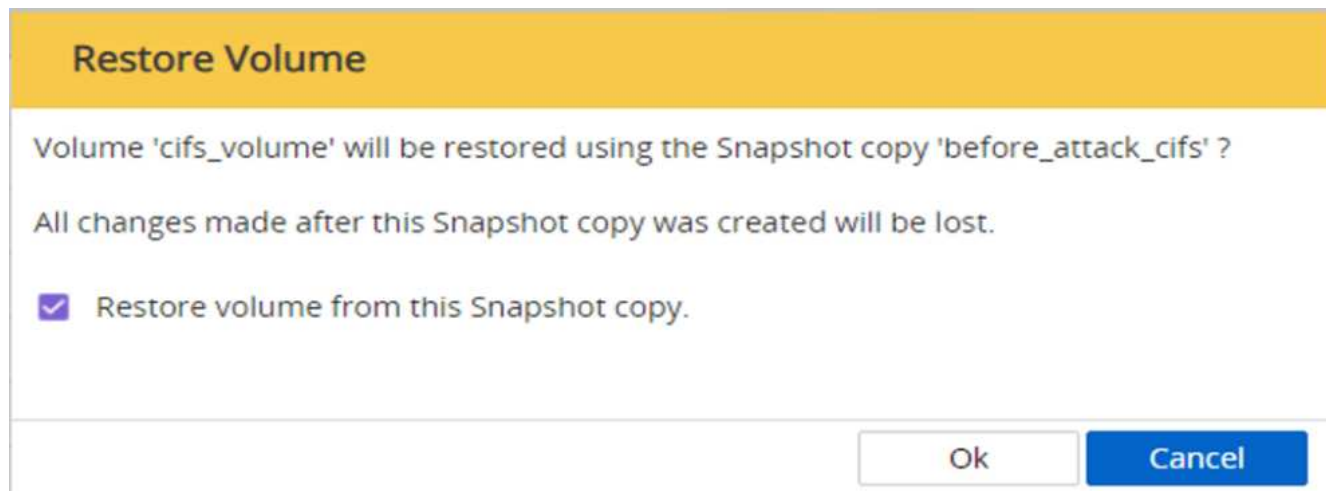 Restore Volume
Volume 'cifs_volume' will be restored using the Snapshot copy 'before_attack_cifs' ?
All changes made after this Snapshot copy was created will be lost.
Restore volume from this Snapshot copy.
Ok
Cancel